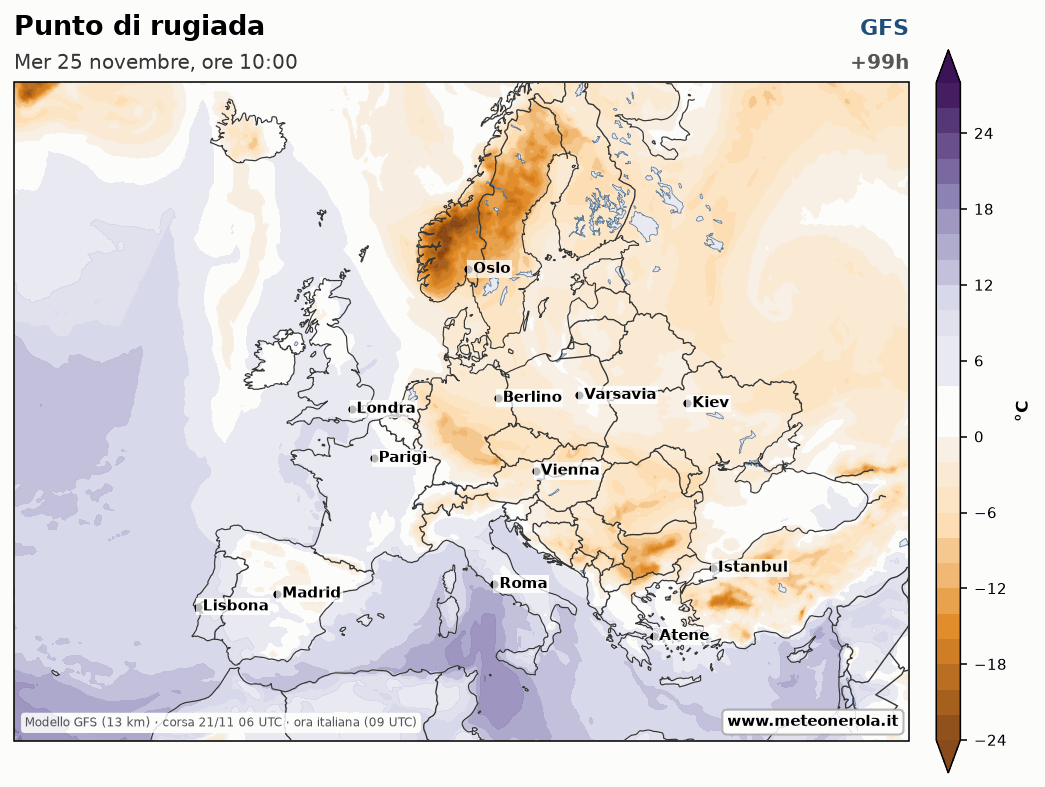 Punto di rugiada
GFS
Mer 25 novembre, ore 10:00
+99h
24
18
12
6
0
−6
−12
−18
−24
°C
Oslo
Londra
Berlino
Varsavia
Kiev
Parigi
Vienna
Istanbul
Roma
Madrid
Lisbona
Atene
Modello GFS (13 km) · corsa 21/11 06 UTC · ora italiana (09 UTC)
www.meteonerola.it